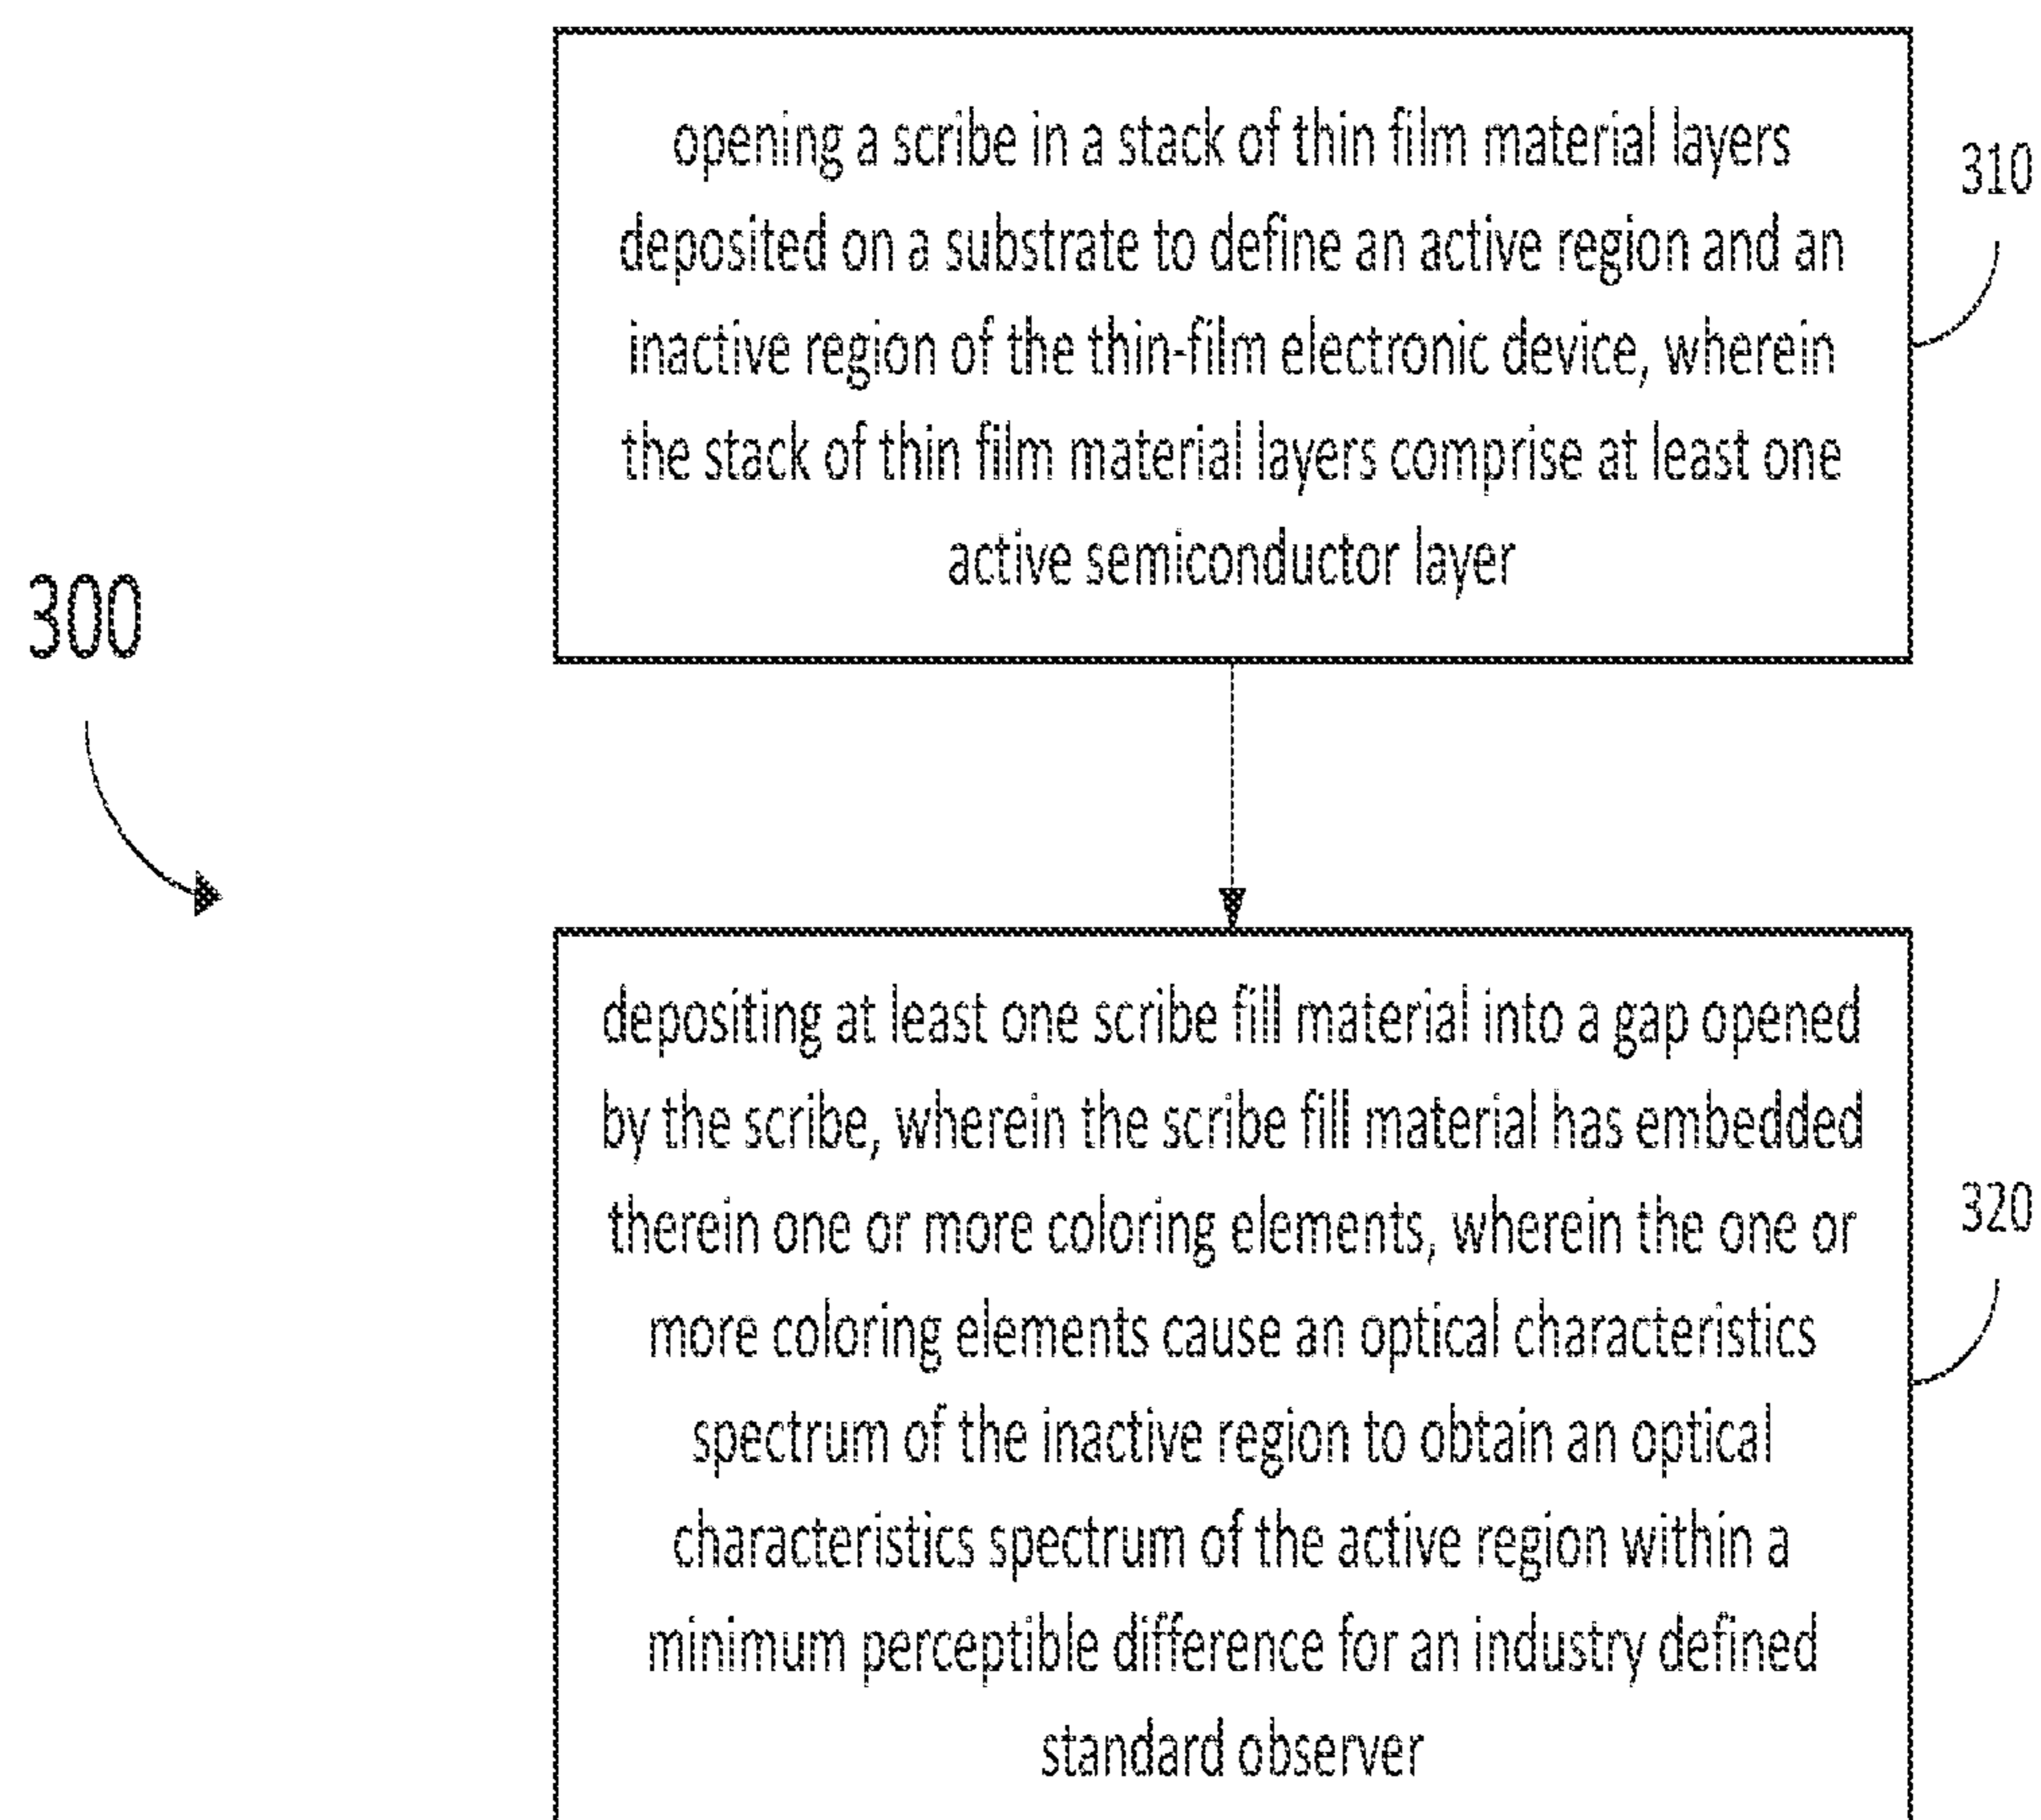 opening a scribe in a stack of thin film material layers
deposited on a substrate to define an active region and an
inactive region of the thin-film electronic device, wherein
the stack of thin film material layers comprise at least one
active semiconductor layer
310
300
depositing at least one scribe fill material into a gap opened
by the scribe, wherein the scribe fill material has embedded
therein one or more coloring elements, wherein the one or
more coloring elements cause an optical characteristics
spectrum of the inactive region to obtain an optical
characteristics spectrum of the active region within a
minimum perceptible difference for an industry defined
standard observer
320